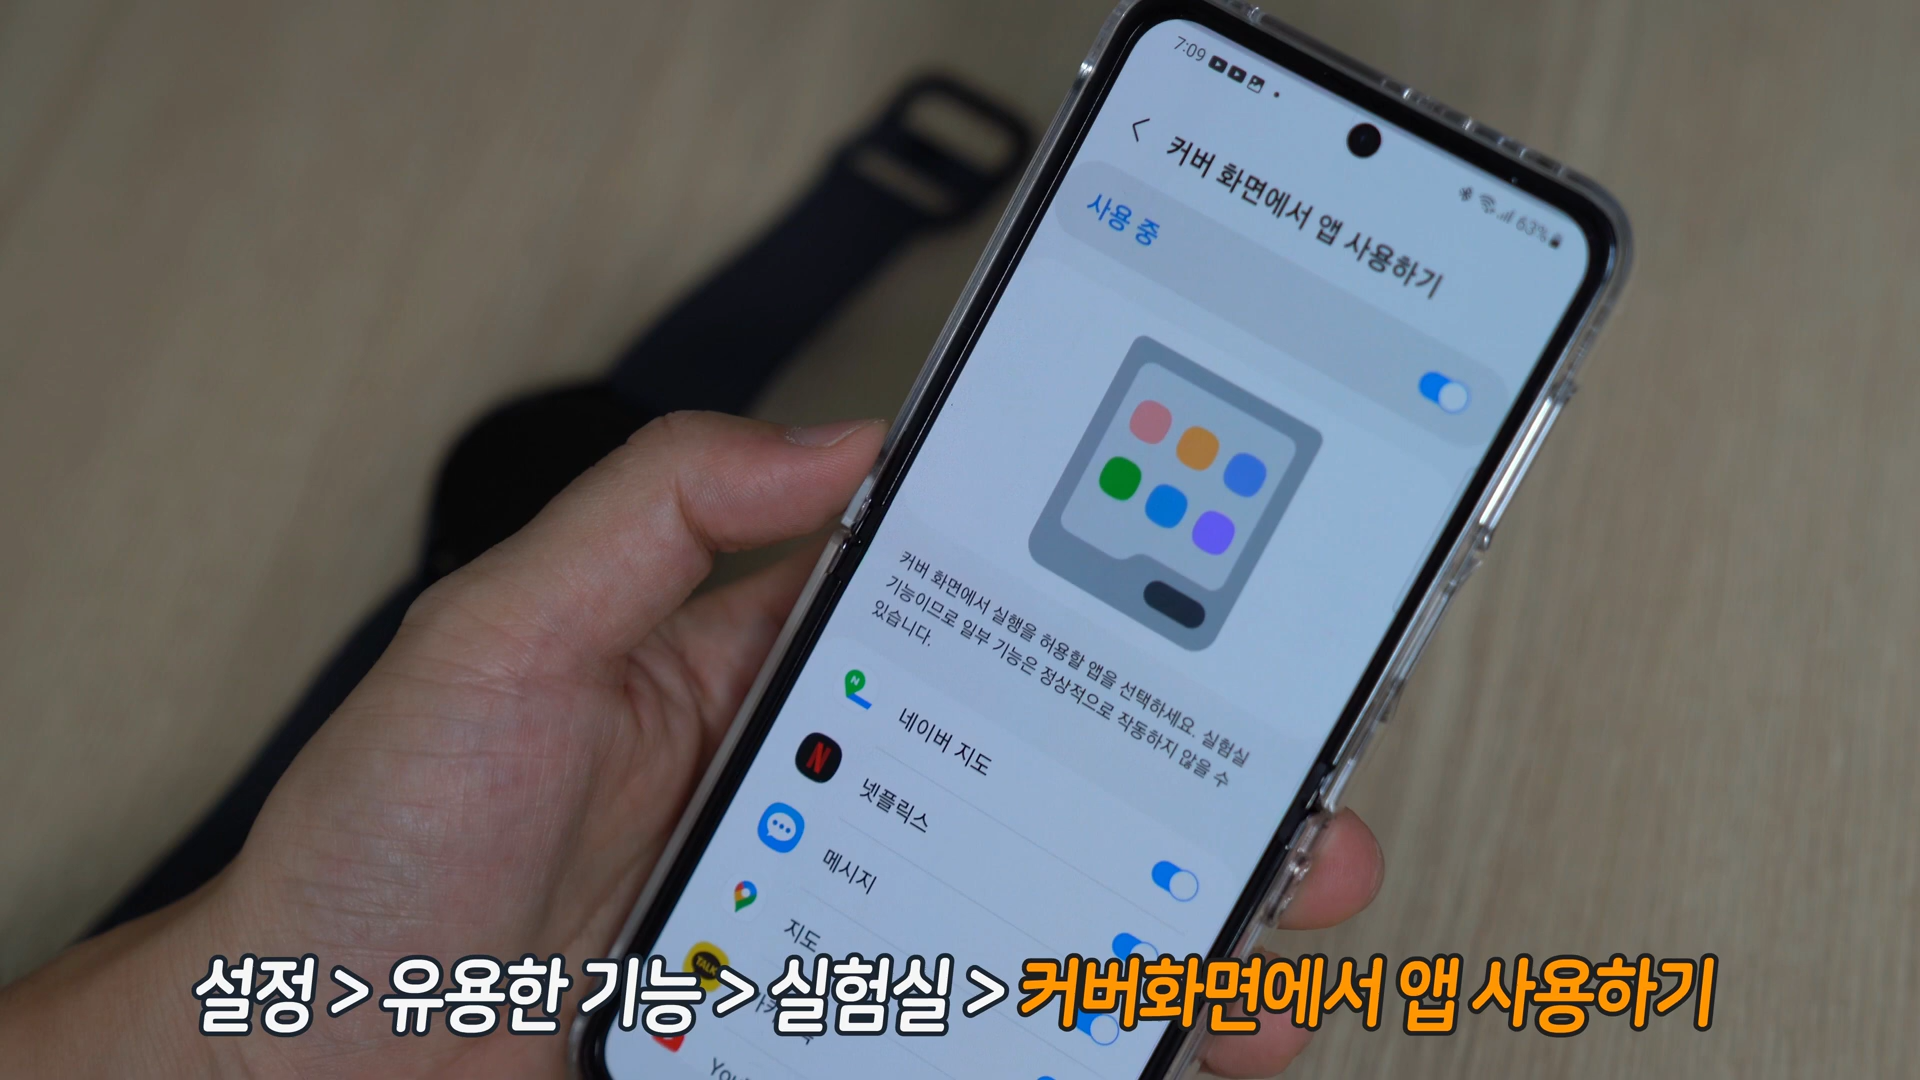 7:09
63%
커버 화면에서 앱 사용하기
사용 중
커버 화면에서 실행을 허용할 앱을 선택하세요. 실험실
기능이므로 일부 기능은 정상적으로 작동하지 않을 수
있습니다.
네이버 지도
넷플릭스
메시지
지도
TALK
설정 > 유용한 기능 > 실험실 > 커버화면에서 앱 사용하기